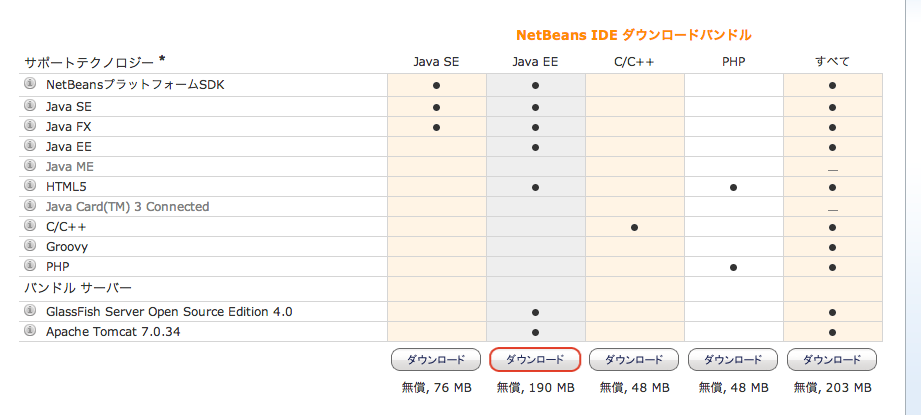 NetBeans IDE ダウンロードバンドル
サポートテクノロジー * Java SE Java EE C/C++ PHP すべて
NetBeansプラットフォームSDK ● ● ●
Java SE ● ● ●
Java FX ● ● ●
Java EE ● ●
Java ME —
HTML5 ● ● ●
Java Card(TM) 3 Connected —
C/C++ ● ●
Groovy ●
PHP ● ●
バンドル サーバー
GlassFish Server Open Source Edition 4.0 ● ●
Apache Tomcat 7.0.34 ● ●
ダウンロード ダウンロード ダウンロード ダウンロード ダウンロード
無償, 76 MB 無償, 190 MB 無償, 48 MB 無償, 48 MB 無償, 203 MB